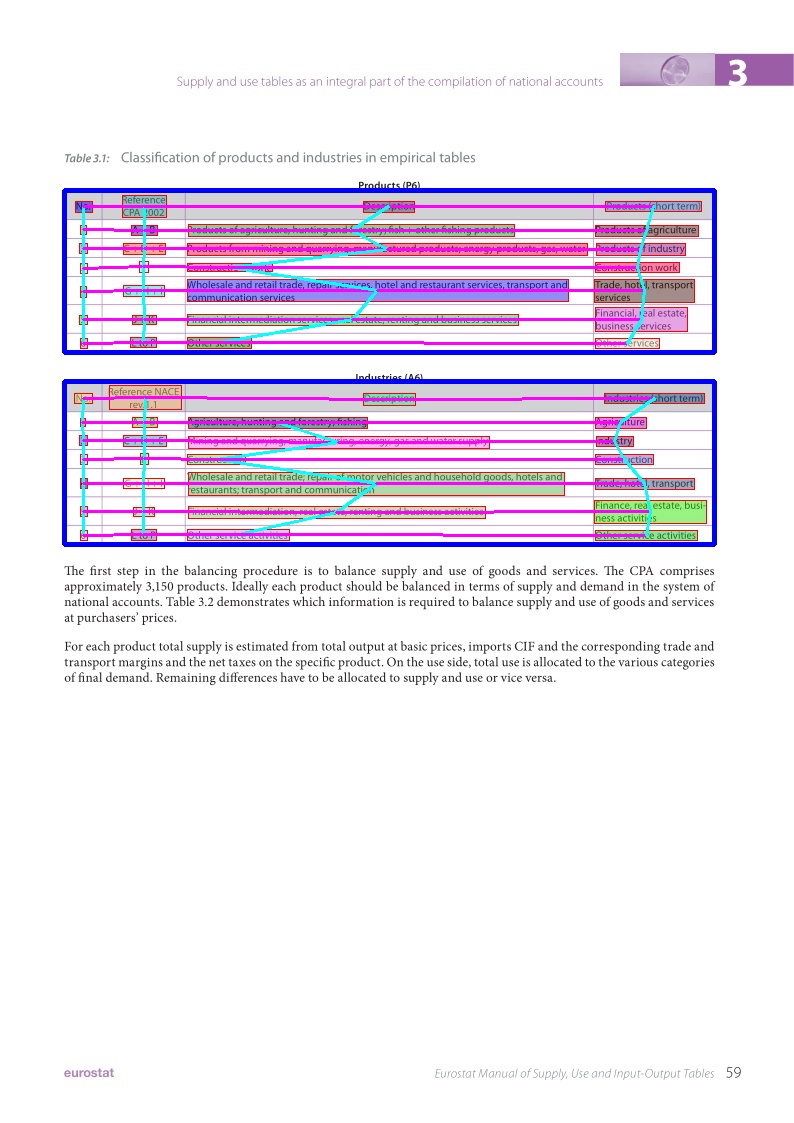 Supply and use tables as an integral part of the compilation of national accounts
3
Table 3.1: Classification of products and industries in empirical tables
Products (P6)
No. Reference CPA 2002 Description Products (short term)
Products of agriculture, hunting and forestry, fish + other fishing products Products of agriculture
Products from mining and quarrying, manufactured products, energy products, gas, water Products of industry
Construction work Construction work
Wholesale and retail trade, repair services, hotel and restaurant services, transport and Trade, hotel, transport
communication services services
Financial intermediation services, real estate, renting and business services Financial, real estate,
business services
Other services Other services
Industries (A6)
No. Reference NACE rev 1.1 Description Industries (short term)
Agriculture, hunting and forestry, fishing Agriculture
Mining and quarrying, manufacturing, energy, gas and water supply Industry
Construction Construction
Wholesale and retail trade; repair of motor vehicles and household goods, hotels and Trade, hotel, transport
restaurants; transport and communication
Financial intermediation, real estate, renting and business activities Finance, real estate, busi-
ness activities
Other service activities Other service activities
The first step in the balancing procedure is to balance supply and use of goods and services. The CPA comprises
approximately 3,150 products. Ideally each product should be balanced in terms of supply and demand in the system of
national accounts. Table 3.2 demonstrates which information is required to balance supply and use of goods and services
at purchasers' prices.
For each product total supply is estimated from total output at basic prices, imports CIF and the corresponding trade and
transport margins and the net taxes on the specific product. On the use side, total use is allocated to the various categories
of final demand. Remaining differences have to be allocated to supply and use or vice versa.
eurostat
Eurostat Manual of Supply, Use and Input-Output Tables 59